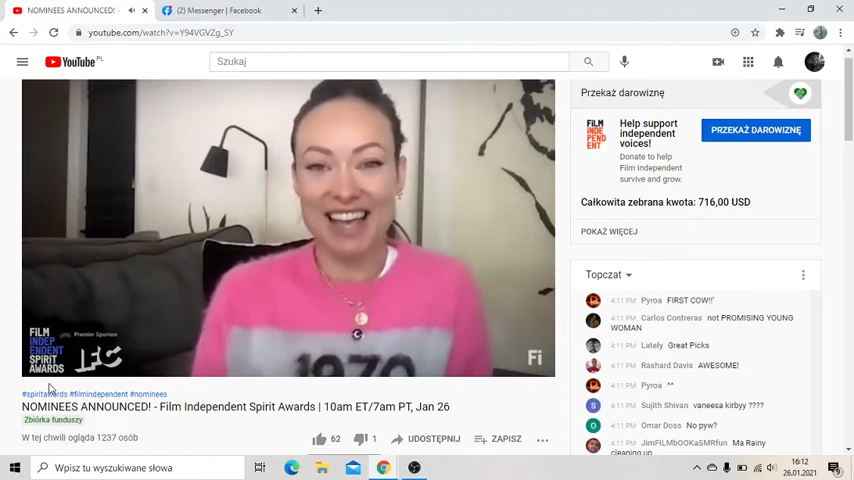 NOMINEES ANNOUNCED! -
(2) Messenger | Facebook
youtube.com/watch?v=Y94VGVZg_SY
YouTube PL
Szukaj
1970
FILM
INDEPENDENT
SPIRIT
AWARDS
Premier Sponsor
IFC
Fi
#spiritawards #filmindependent #nominees
NOMINEES ANNOUNCED! - Film Independent Spirit Awards | 10am ET/7am PT, Jan 26
Zbiórka funduszy
W tej chwili ogląda 1237 osób
62
1
UDOSTĘPNIJ
ZAPISZ
Przekaż darowiznę
FILM
INDEPENDENT
Help support
independent
voices!
Donate to help
Film Independent
survive and grow.
PRZEKAŻ DAROWIZNĘ
Całkowita zebrana kwota: 716,00 USD
POKAŻ WIĘCEJ
Topczat
4:11 PM Pyroa FIRST COW!!'
4:11 PM Carlos Contreras not PROMISING YOUNG
WOMAN
4:11 PM Lately Great Picks
4:11 PM Rashard Davis AWESOME!
4:11 PM Pyroa ^^
S 4:11 PM Sujith Shivan vaneesa kirbyy ????
4:11 PM Omar Doss No pyw?
4:11 PM JimFILMbOOKaSMRfun Ma Rainy
cleaning up
Wpisz tu wyszukiwane słowa
16:12
26.01.2021
9